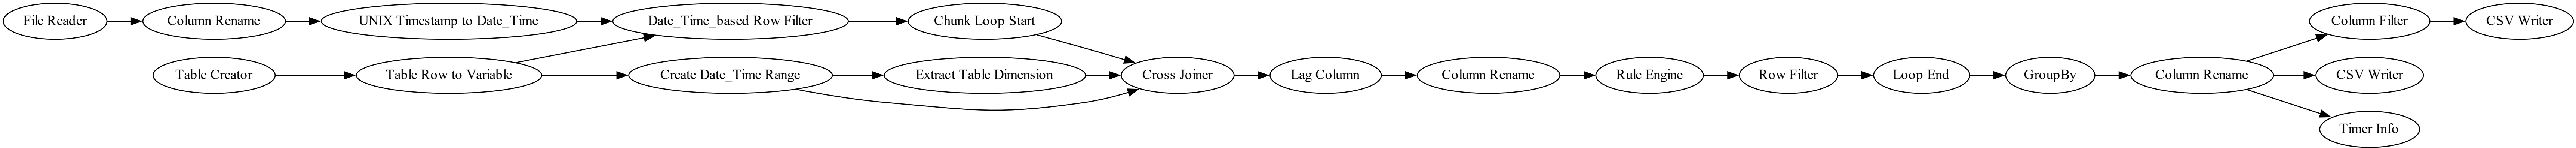 File Reader
Column Rename
UNIX Timestamp to Date_Time
Date_Time_based Row Filter
Chunk Loop Start
Column Filter
CSV Writer
Table Creator
Table Row to Variable
Create Date_Time Range
Extract Table Dimension
Cross Joiner
Lag Column
Column Rename
Rule Engine
Row Filter
Loop End
GroupBy
Column Rename
CSV Writer
Timer Info